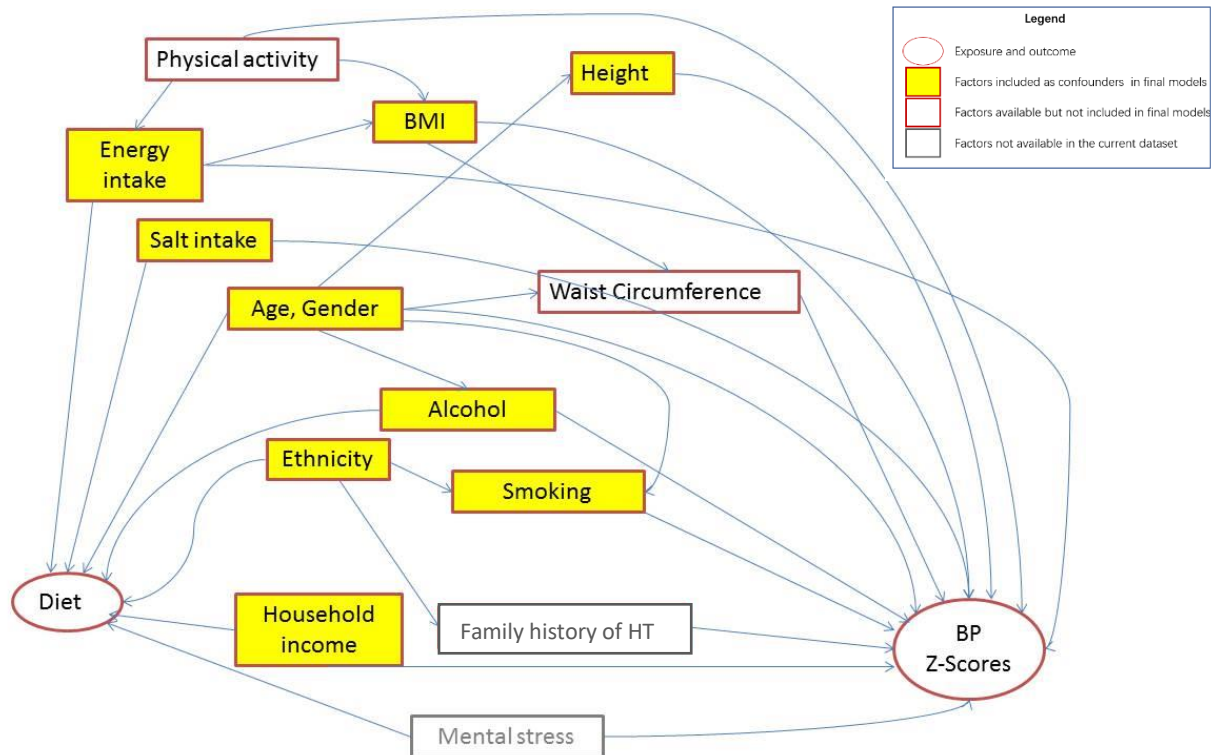 Legend
Exposure and outcome
Factors included as confounders in final models
Factors available but not included in final models
Factors not available in the current dataset
Physical activity
Height
BMI
Energy
intake
Salt intake
Waist Circumference
Age, Gender
Alcohol
Ethnicity
Smoking
Diet
Household
income
Family history of HT
BP
Z-Scores
Mental stress